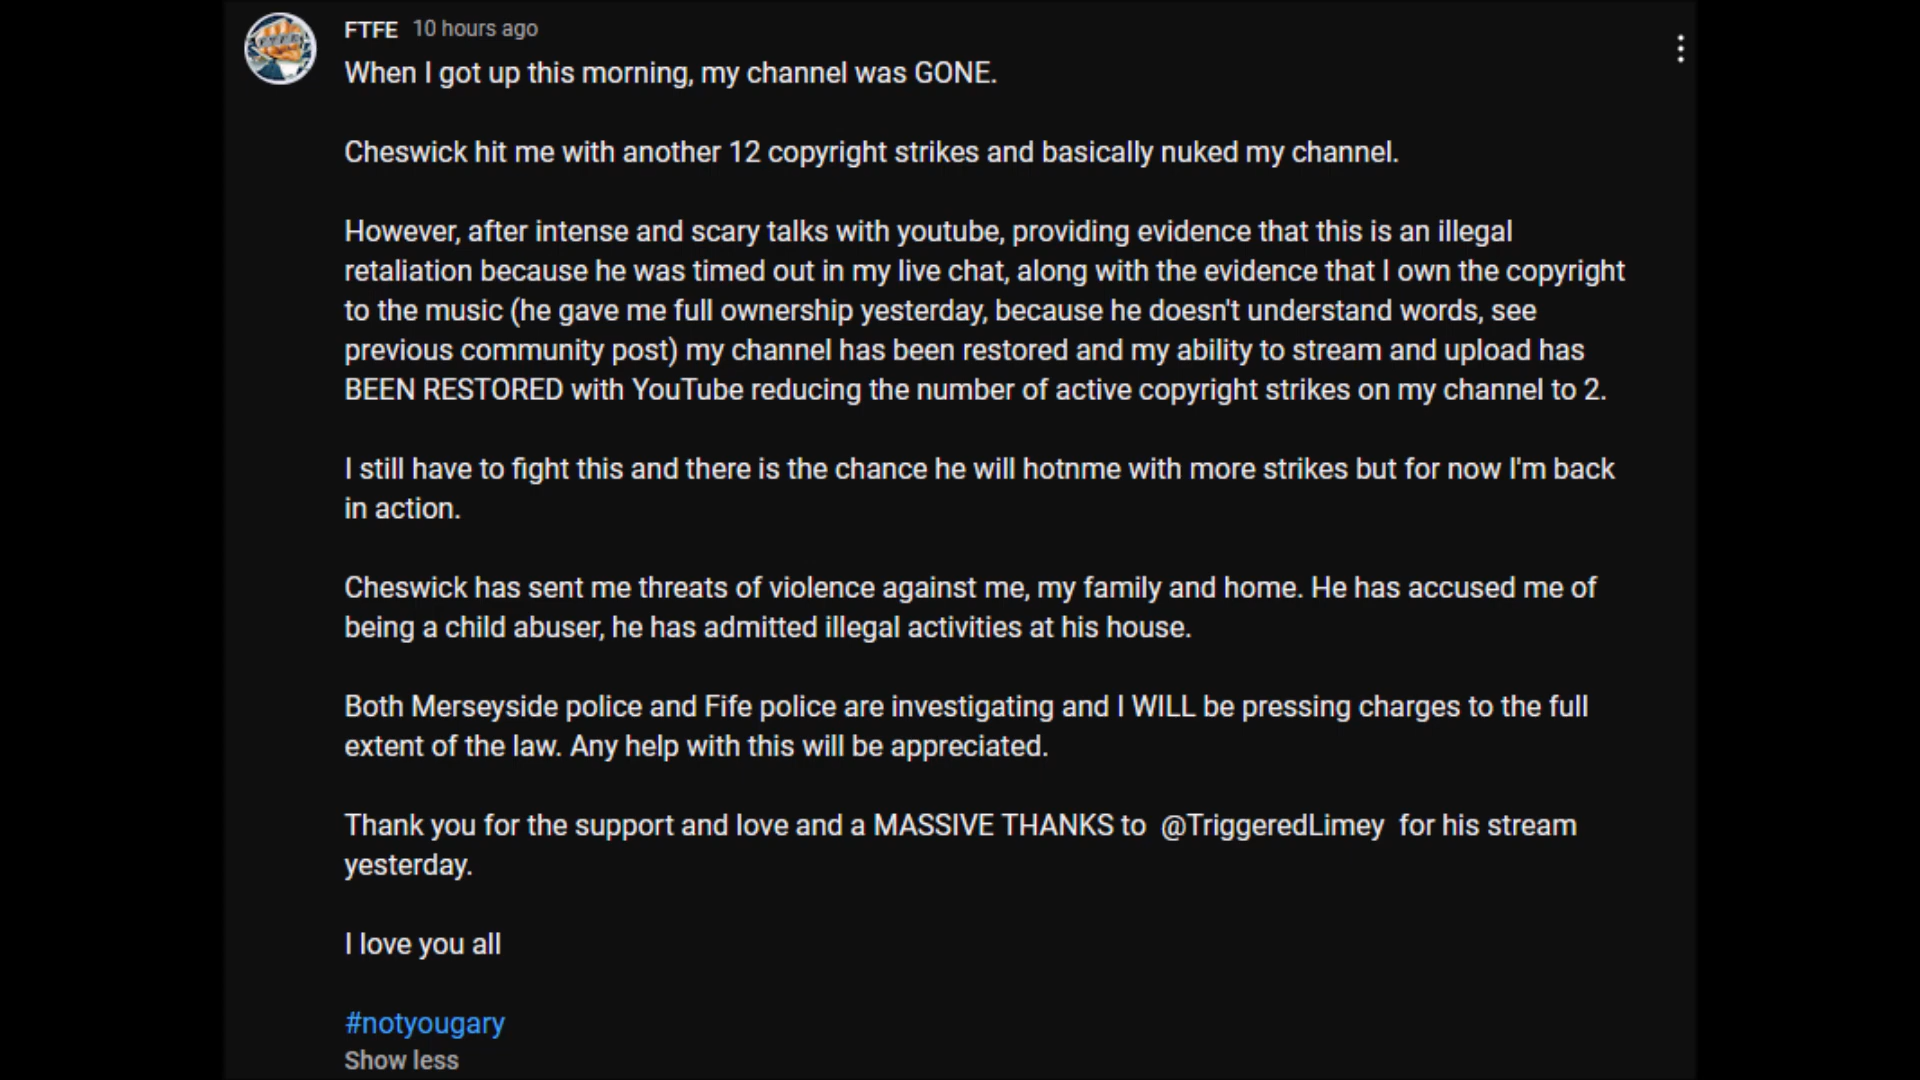 FTFE 10 hours ago
When I got up this morning, my channel was GONE.
Cheswick hit me with another 12 copyright strikes and basically nuked my channel.
However, after intense and scary talks with youtube, providing evidence that this is an illegal
retaliation because he was timed out in my live chat, along with the evidence that I own the copyright
to the music (he gave me full ownership yesterday, because he doesn't understand words, see
previous community post) my channel has been restored and my ability to stream and upload has
BEEN RESTORED with YouTube reducing the number of active copyright strikes on my channel to 2.
I still have to fight this and there is the chance he will hotnme with more strikes but for now I'm back
in action.
Cheswick has sent me threats of violence against me, my family and home. He has accused me of
being a child abuser, he has admitted illegal activities at his house.
Both Merseyside police and Fife police are investigating and I WILL be pressing charges to the full
extent of the law. Any help with this will be appreciated.
Thank you for the support and love and a MASSIVE THANKS to @TriggeredLimey for his stream
yesterday.
I love you all
#notyougary
Show less